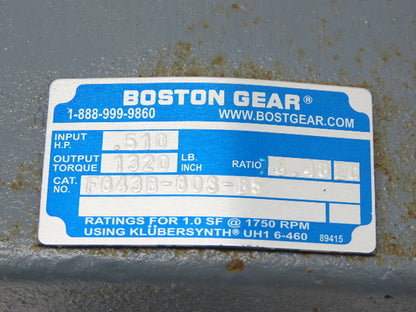 BOSTON GEAR®
1-888-999-9860 WWW.BOSTGEAR.COM
INPUT H.P. .510
OUTPUT TORQUE 1320 LB. INCH RATIO
CAT. NO.
RATINGS FOR 1.0 SF @ 1750 RPM
USING KLÜBERSYNTH® UH1 6-460 89415